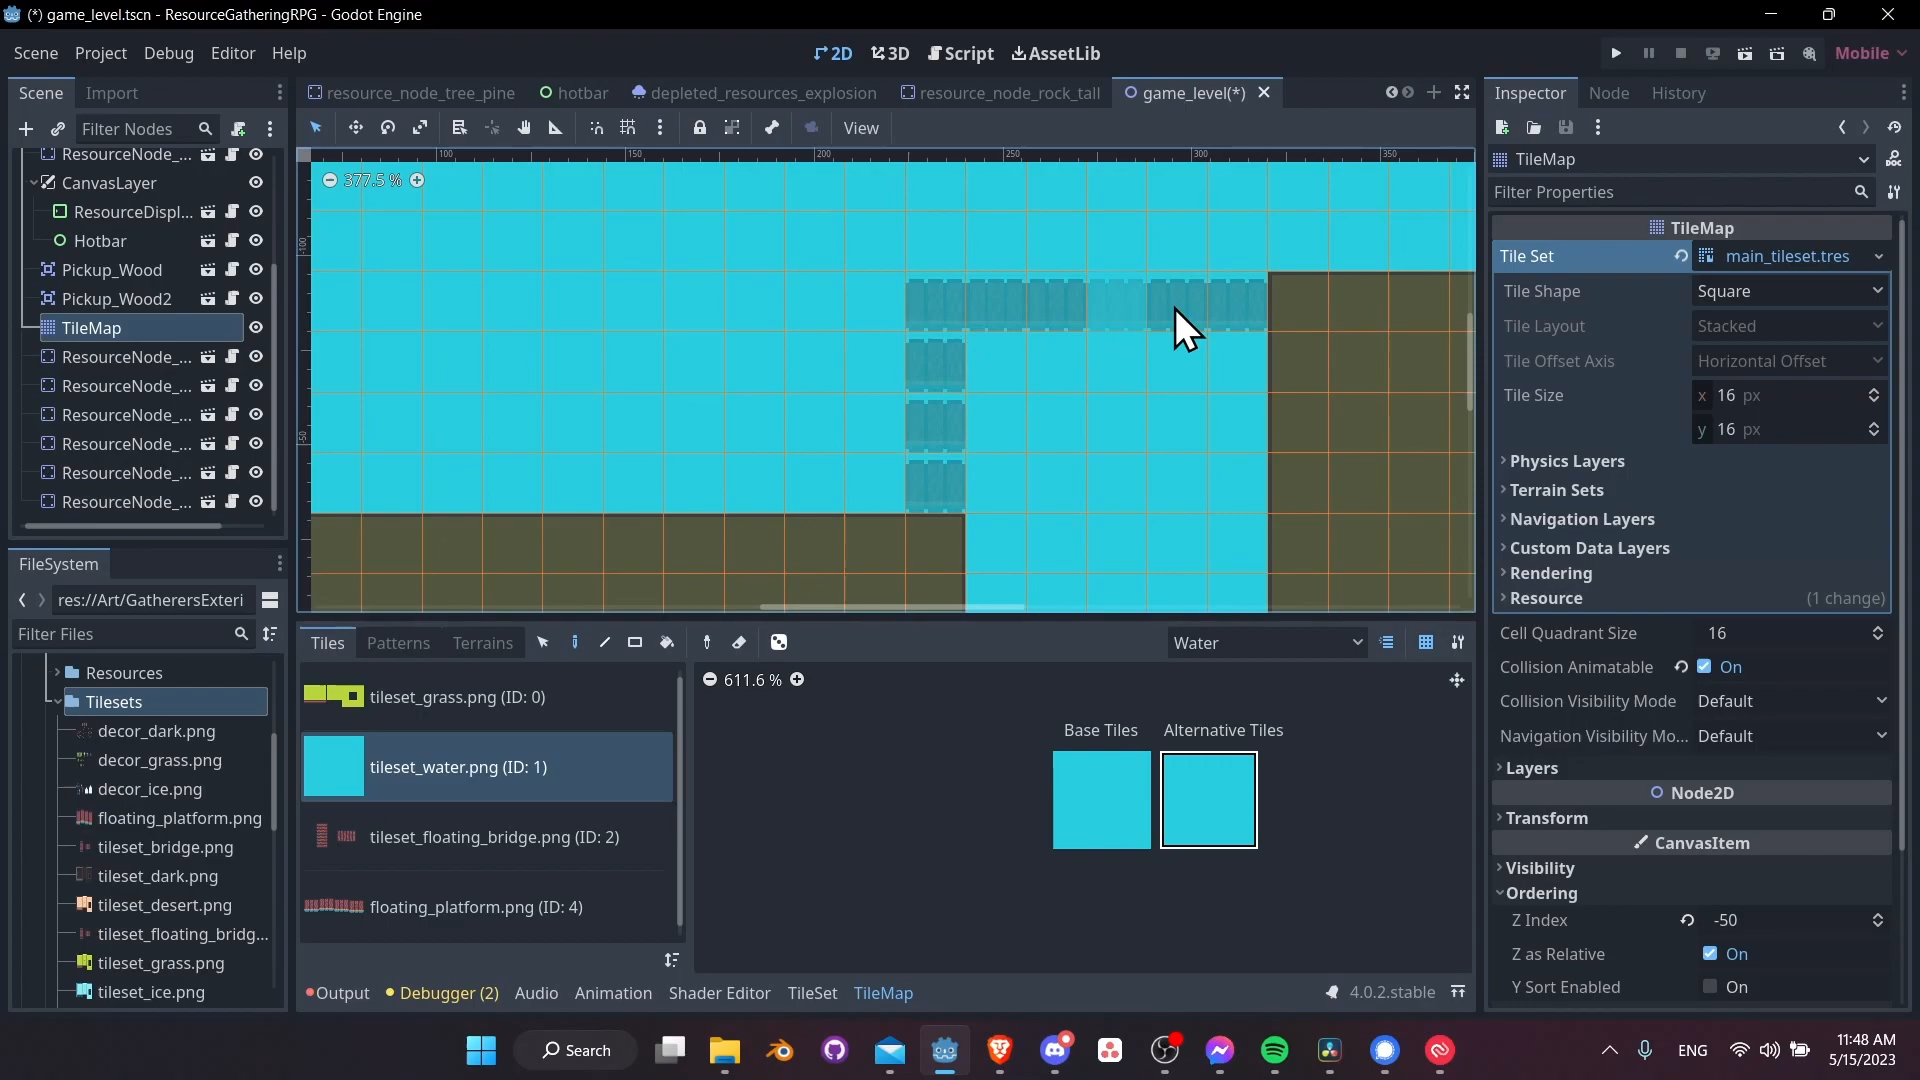 (*) game_level.tscn - ResourceGatheringRPG - Godot Engine
Scene Project Debug Editor Help
2D 3D Script AssetLib
Mobile
Scene Import
resource_node_tree_pine hotbar depleted_resources_explosion resource_node_rock_tall game_level(*)
Inspector Node History
Filter Nodes
View
ResourceNode_...
CanvasLayer
ResourceDispl...
Hotbar
Pickup_Wood
Pickup_Wood2
TileMap
ResourceNode_...
ResourceNode_...
ResourceNode_...
ResourceNode_...
ResourceNode_...
ResourceNode_...
100 150 200 250 300 350
377.5 %
-100
-50
TileMap
Filter Properties
TileMap
Tile Set main_tileset.tres
Tile Shape Square
Tile Layout Stacked
Tile Offset Axis Horizontal Offset
Tile Size x 16 px
y 16 px
Physics Layers
Terrain Sets
Navigation Layers
Custom Data Layers
Rendering
Resource (1 change)
Cell Quadrant Size 16
Collision Animatable On
Collision Visibility Mode Default
Navigation Visibility Mo... Default
Layers
Node2D
Transform
CanvasItem
Visibility
Ordering
Z Index -50
Z as Relative On
Y Sort Enabled On
FileSystem
res://Art/GatherersExteri
Filter Files
Resources
Tilesets
decor_dark.png
decor_grass.png
decor_ice.png
floating_platform.png
tileset_bridge.png
tileset_dark.png
tileset_desert.png
tileset_floating_bridg...
tileset_grass.png
tileset_ice.png
Tiles Patterns Terrains
Water
tileset_grass.png (ID: 0)
tileset_water.png (ID: 1)
tileset_floating_bridge.png (ID: 2)
floating_platform.png (ID: 4)
611.6 %
Base Tiles Alternative Tiles
Output Debugger (2) Audio Animation Shader Editor TileSet TileMap
4.0.2.stable
Search
ENG
11:48 AM
5/15/2023